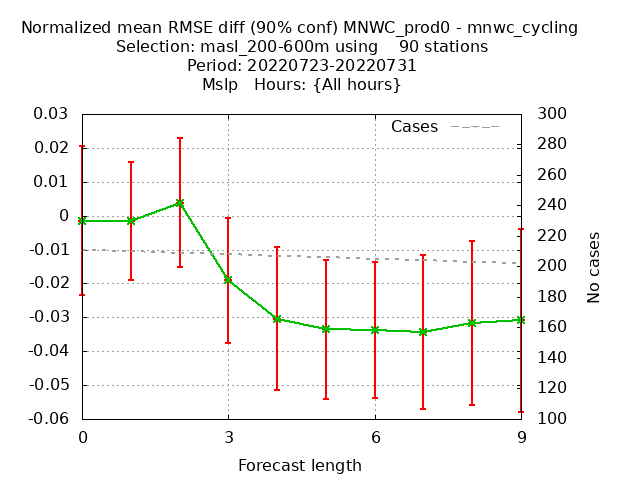 Normalized mean RMSE diff (90% conf) MNWC_prod0 - mnwc_cycling
Selection: masl_200-600m using    90 stations
Period: 20220723-20220731
Mslp   Hours: {All hours}
Cases
0.03
0.02
0.01
0
-0.01
-0.02
-0.03
-0.04
-0.05
-0.06
300
280
260
240
220
200
180
160
140
120
100
No cases
0 3 6 9
Forecast length